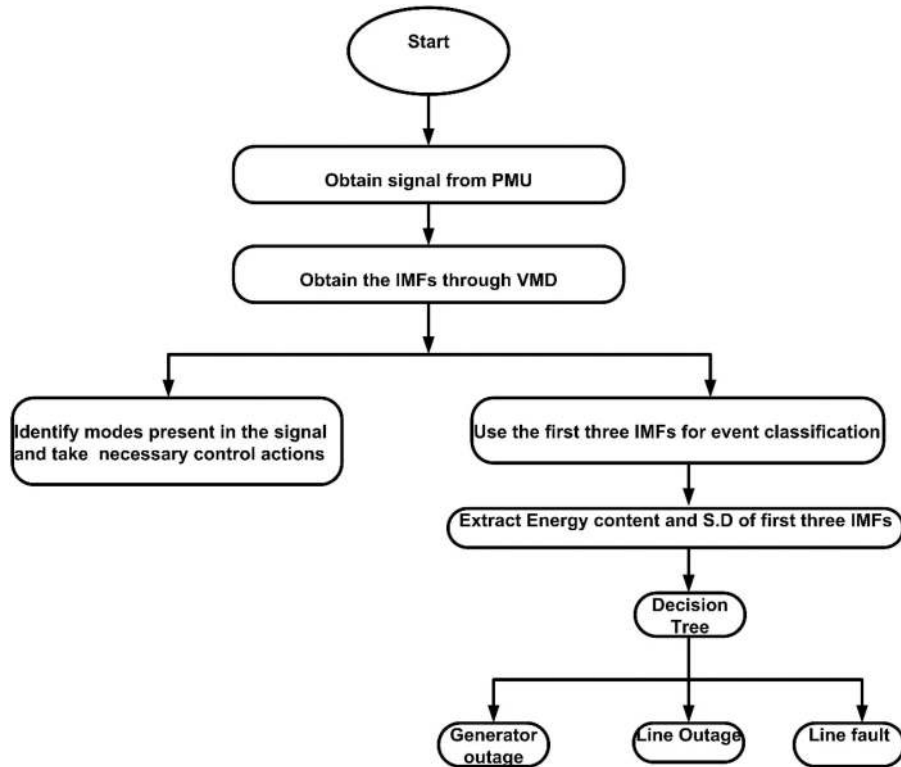 Start
Obtain signal from PMU
Obtain the IMFs through VMD
Identify modes present in the signal
and take necessary control actions
Use the first three IMFs for event classification
Extract Energy content and S.D of first three IMFs
Decision
Tree
Generator
outage
Line Outage
Line fault